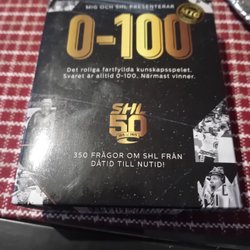 MIG OCH SHL PRESENTERAR
0-100
Det roliga fartfyllda kunskapsspelet.
Svaret är alltid 0-100. Närmast vinner.
SHL
50
350 FRÅGOR OM SHL FRÅN
DÅTID TILL NUTID!